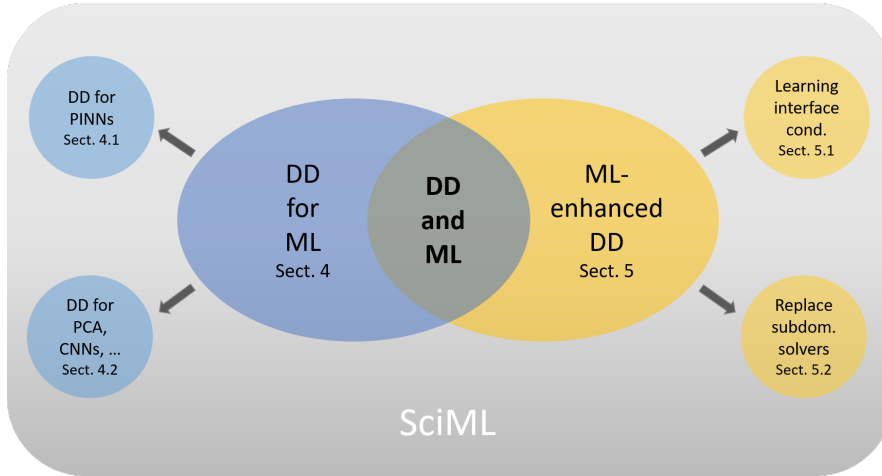 DD for
PINNs
Sect. 4.1
DD for
PCA,
CNNs, ...
Sect. 4.2
DD
for
ML
Sect. 4
DD
and
ML
ML-
enhanced
DD
Sect. 5
Learning
interface
cond.
Sect. 5.1
Replace
subdom.
solvers
Sect. 5.2
SciML